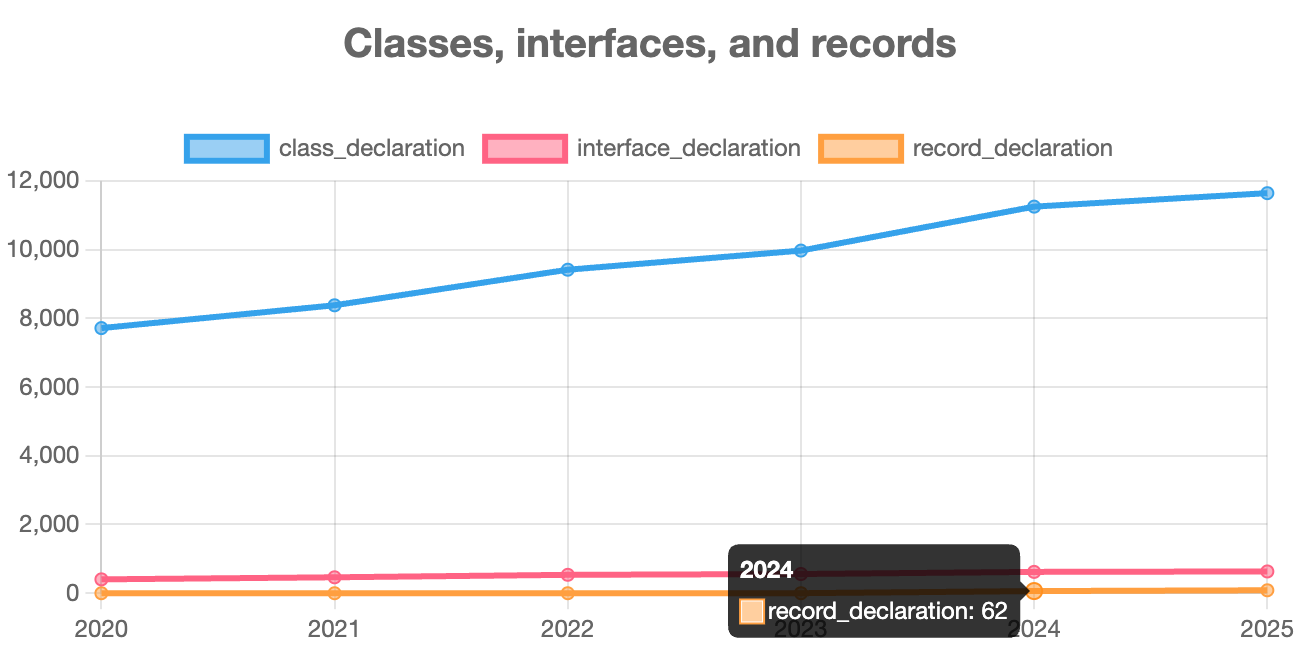 Classes, interfaces, and records
class_declaration interface_declaration record_declaration
12,000
10,000
8,000
6,000
4,000
2,000
0
2024
record_declaration: 62
2020 2021 2022 2023 2024 2025